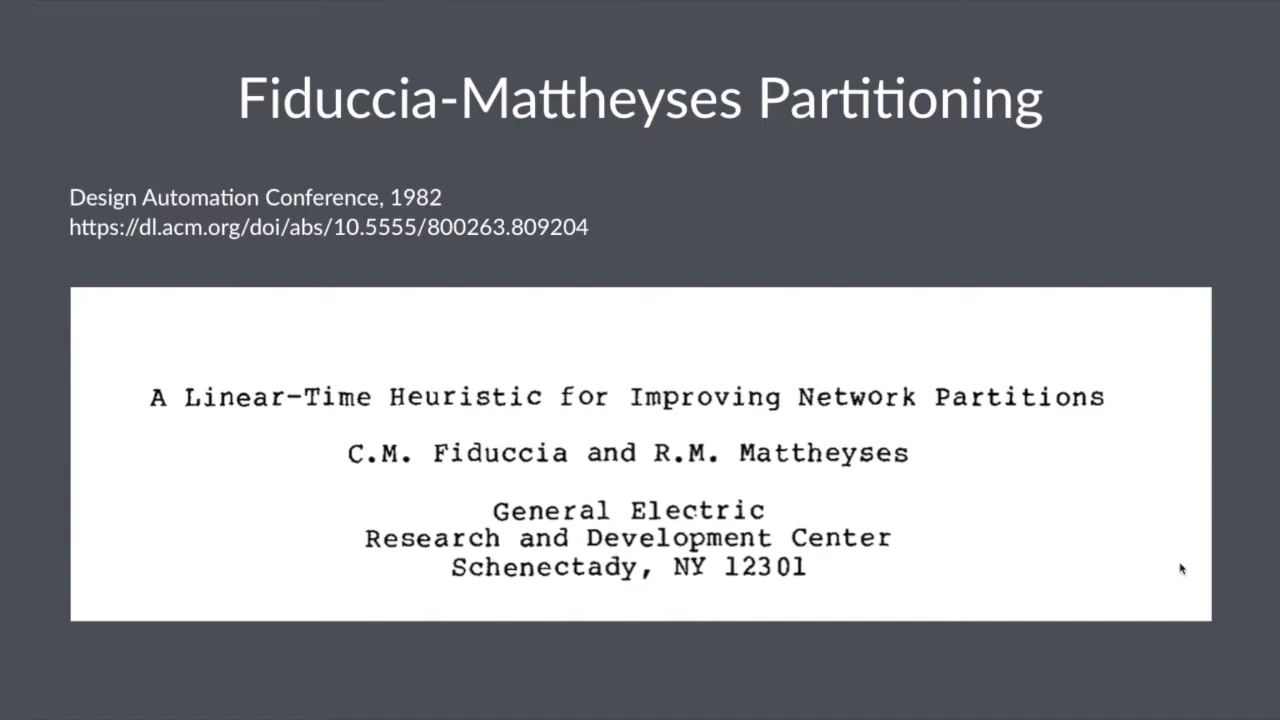 Fiduccia-Mattheyses Partitioning
Design Automation Conference, 1982
https://dl.acm.org/doi/abs/10.5555/800263.809204
A Linear-Time Heuristic for Improving Network Partitions
C.M. Fiduccia and R.M. Mattheyses
General Electric
Research and Development Center
Schenectady, NY 12301